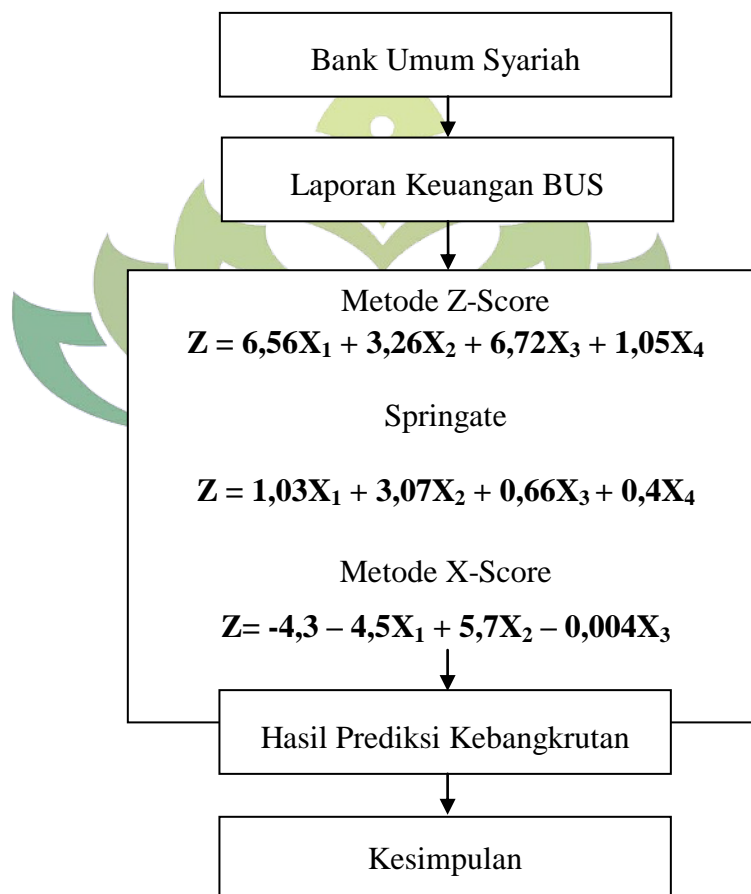 Bank Umum Syariah
Laporan Keuangan BUS
Metode Z-Score
Z = 6,56X₁ + 3,26X₂ + 6,72X₃ + 1,05X₄
Springate
Z = 1,03X₁ + 3,07X₂ + 0,66X₃ + 0,4X₄
Metode X-Score
Z= -4,3 – 4,5X₁ + 5,7X₂ – 0,004X₃
Hasil Prediksi Kebangkrutan
Kesimpulan